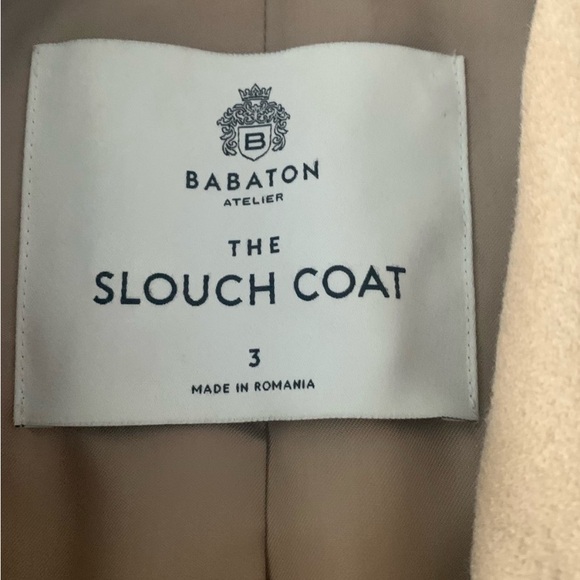 B
BABATON
ATELIER
THE
SLOUCH COAT
3
MADE IN ROMANIA